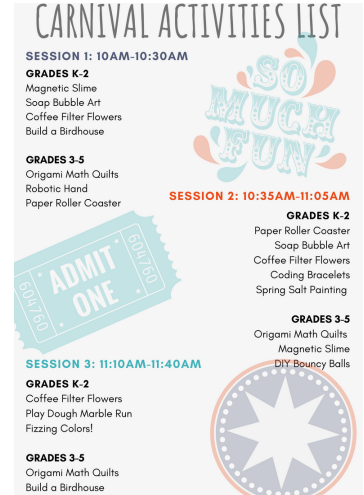 CARNIVAL ACTIVITIES LIST
SESSION 1: 10AM-10:30AM
GRADES K-2
Magnetic Slime
Soap Bubble Art
Coffee Filter Flowers
Build a Birdhouse
GRADES 3-5
Origami Math Quilts
Robotic Hand
Paper Roller Coaster
SO
MUCH
FUN
SESSION 2: 10:35AM-11:05AM
GRADES K-2
Paper Roller Coaster
Soap Bubble Art
Coffee Filter Flowers
Coding Bracelets
Spring Salt Painting
GRADES 3-5
Origami Math Quilts
Magnetic Slime
DIY Bouncy Balls
604760
ADMIT
ONE
604760
SESSION 3: 11:10AM-11:40AM
GRADES K-2
Coffee Filter Flowers
Play Dough Marble Run
Fizzing Colors!
GRADES 3-5
Origami Math Quilts
Build a Birdhouse